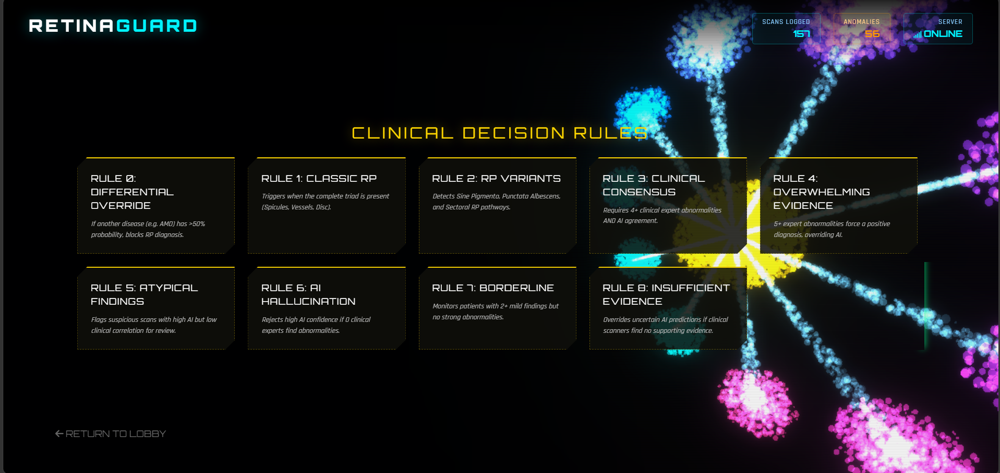 RETINAGUARD
SCANS LOGGED
157
ANOMALIES
56
SERVER
ONLINE
CLINICAL DECISION RULES
RULE 0:
DIFFERENTIAL
OVERRIDE
If another disease (e.g. AMD) has >50%
probability, blocks RP diagnosis.
RULE 1: CLASSIC RP
Triggers when the complete triad is present
(Spicules, Vessels, Disc).
RULE 2: RP VARIANTS
Detects Sine Pigmento, Punctata Albescens,
and Sectoral RP pathways.
RULE 3: CLINICAL
CONSENSUS
Requires 4+ clinical expert abnormalities
AND AI agreement.
RULE 4:
OVERWHELMING
EVIDENCE
5+ expert abnormalities force a positive
diagnosis, overriding AI.
RULE 5: ATYPICAL
FINDINGS
Flags suspicious scans with high AI but low
clinical correlation for review.
RULE 6: AI
HALLUCINATION
Rejects high AI confidence if 0 clinical
experts find abnormalities.
RULE 7: BORDERLINE
Monitors patients with 2+ mild findings but
no strong abnormalities.
RULE 8: INSUFFICIENT
EVIDENCE
Overrides uncertain AI predictions if clinical
scanners find no supporting evidence.
← RETURN TO LOBBY